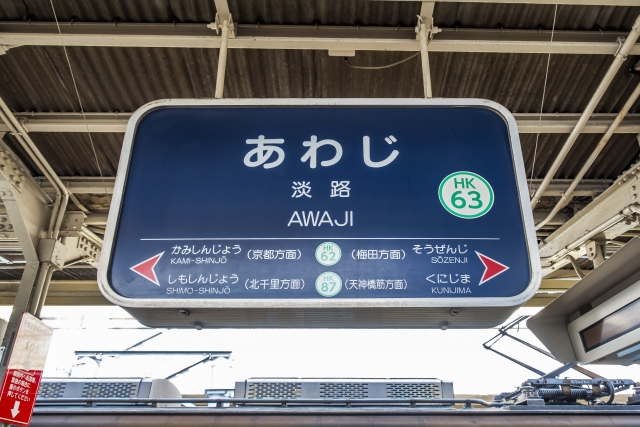 あわじ
淡路
AWAJI
HK
63
かみしんじょう
KAMI-SHINJŌ
(京都方面)
HK
62
(梅田方面)
そうぜんじ
SŌZENJI
しもしんじょう
SHIMO-SHINJŌ
(北千里方面)
HK
87
(天神橋筋方面)
くにじま
KUNIJIMA